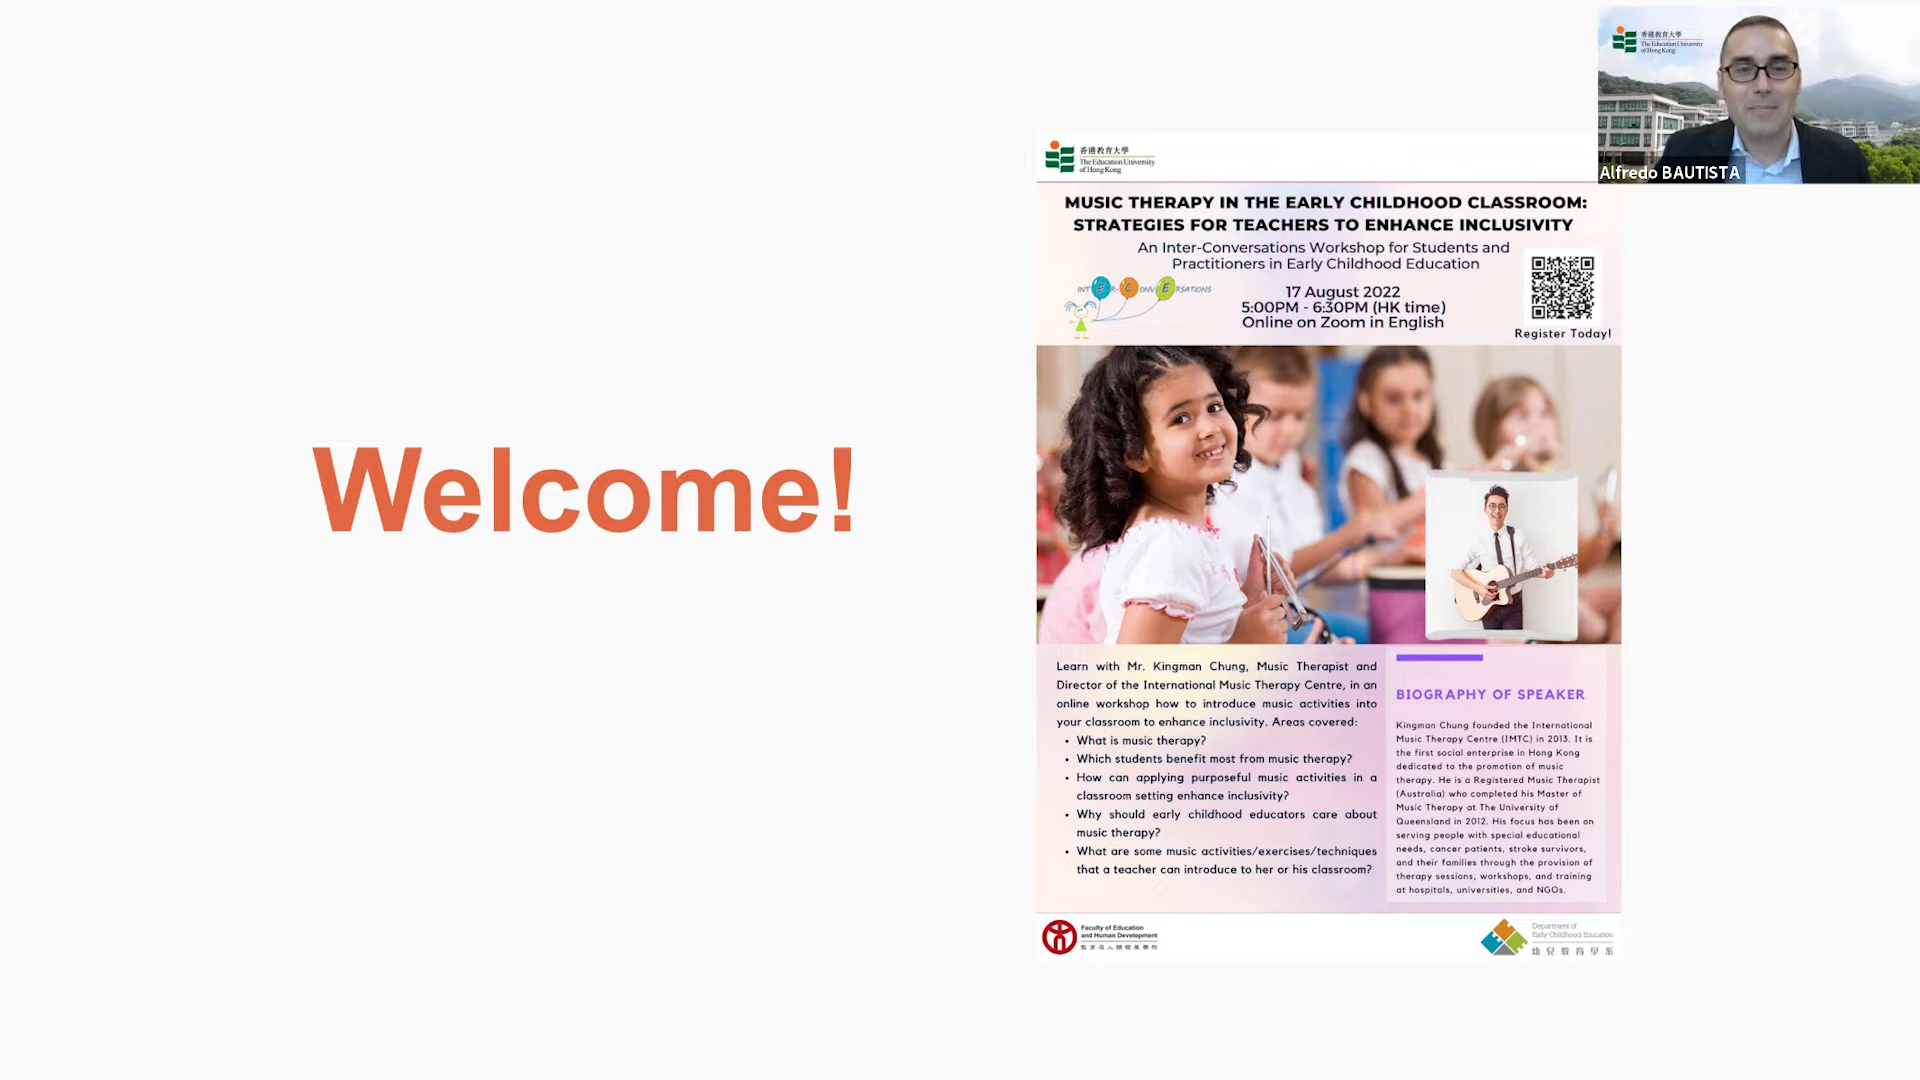 Welcome!
香港教育大學
The Education University
of Hong Kong
Alfredo BAUTISTA
香港教育大學
The Education University
of Hong Kong
MUSIC THERAPY IN THE EARLY CHILDHOOD CLASSROOM:
STRATEGIES FOR TEACHERS TO ENHANCE INCLUSIVITY
An Inter-Conversations Workshop for Students and
Practitioners in Early Childhood Education
INTER-CONVERSATIONS
17 August 2022
5:00PM - 6:30PM (HK time)
Online on Zoom in English
Register Today!
Learn with Mr. Kingman Chung, Music Therapist and
Director of the International Music Therapy Centre, in an
online workshop how to introduce music activities into
your classroom to enhance inclusivity. Areas covered:
• What is music therapy?
• Which students benefit most from music therapy?
• How can applying purposeful music activities in a
classroom setting enhance inclusivity?
• Why should early childhood educators care about
music therapy?
• What are some music activities/exercises/techniques
that a teacher can introduce to her or his classroom?
BIOGRAPHY OF SPEAKER
Kingman Chung founded the International
Music Therapy Centre (IMTC) in 2013. It is
the first social enterprise in Hong Kong
dedicated to the promotion of music
therapy. He is a Registered Music Therapist
(Australia) who completed his Master of
Music Therapy at The University of
Queensland in 2012. His focus has been on
serving people with special educational
needs, cancer patients, stroke survivors,
and their families through the provision of
therapy sessions, workshops, and training
at hospitals, universities, and NGOs.
Faculty of Education
and Human Development
教育及人類發展學院
Department of
Early Childhood Education
幼兒教育學系